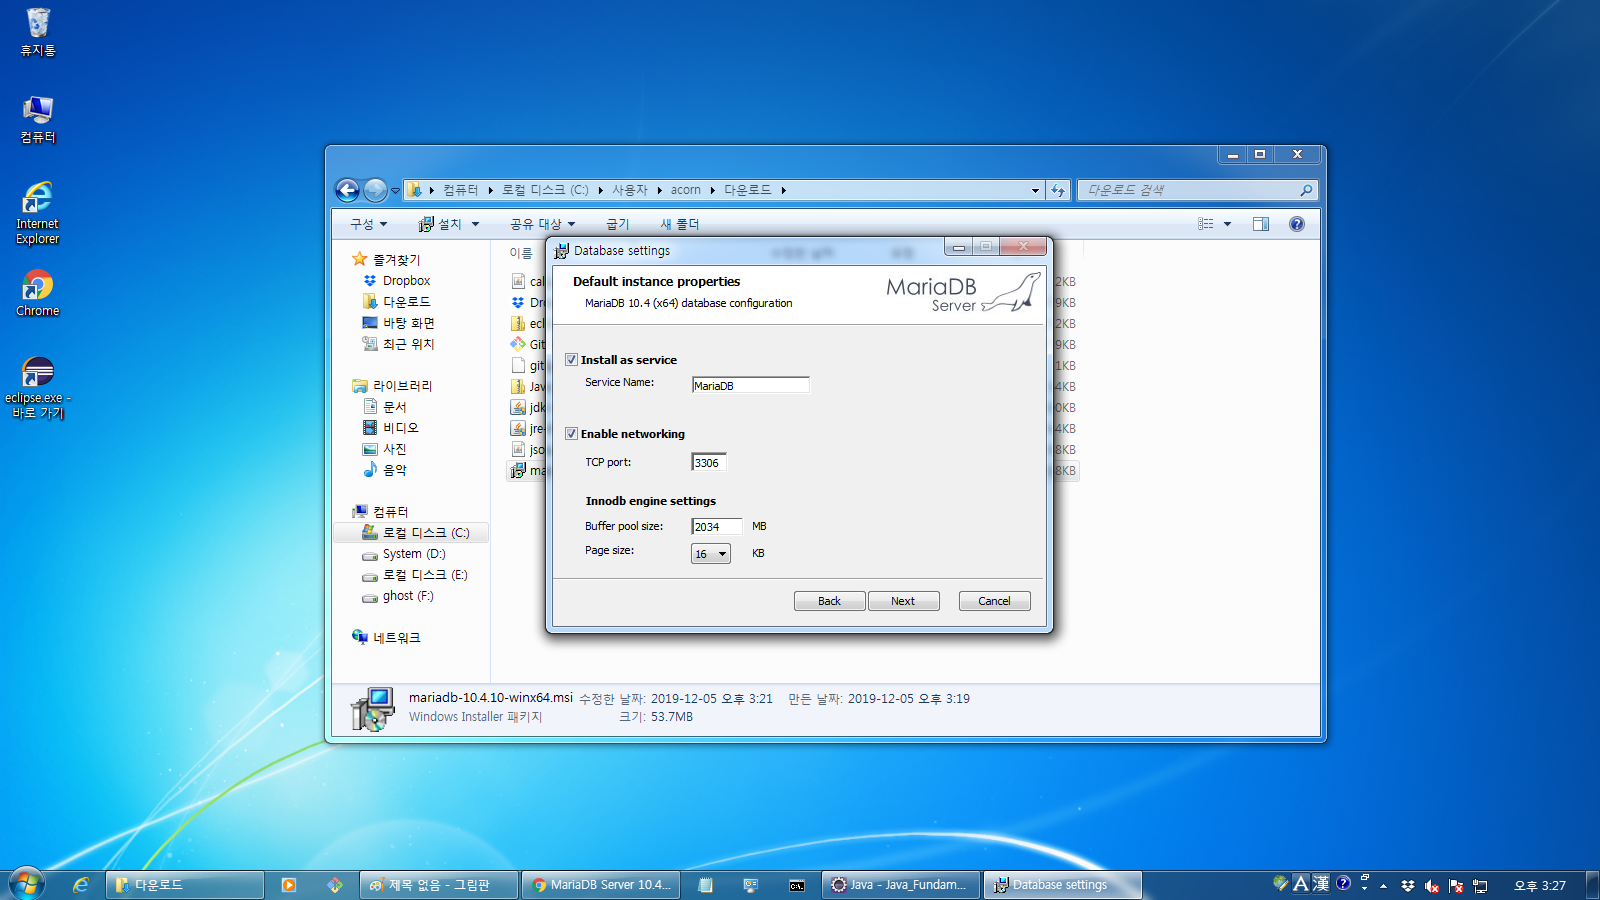 휴지통
컴퓨터
Internet Explorer
Chrome
eclipse.exe - 바로 가기
컴퓨터 로컬 디스크 (C:) 사용자 acorn 다운로드
다운로드 검색
구성 설치 공유 대상 굽기 새 폴더
이름
즐겨찾기
Dropbox
다운로드
바탕 화면
최근 위치
라이브러리
문서
비디오
사진
음악
컴퓨터
로컬 디스크 (C:)
System (D:)
로컬 디스크 (E:)
ghost (F:)
네트워크
cal
Dro
ecl
Git
git
Jav
jdk
jre-
jso
ma
2KB
9KB
2KB
9KB
1KB
4KB
0KB
4KB
8KB
8KB
Database settings
Default instance properties
MariaDB 10.4 (x64) database configuration
MariaDB
Server
Install as service
Service Name: MariaDB
Enable networking
TCP port: 3306
Innodb engine settings
Buffer pool size: 2034 MB
Page size: 16 KB
Back Next Cancel
mariadb-10.4.10-winx64.msi 수정한 날짜: 2019-12-05 오후 3:21 만든 날짜: 2019-12-05 오후 3:19
Windows Installer 패키지 크기: 53.7MB
다운로드
제목 없음 - 그림판
MariaDB Server 10.4...
C:\
Java - Java_Fundam...
Database settings
A 漢
오후 3:27